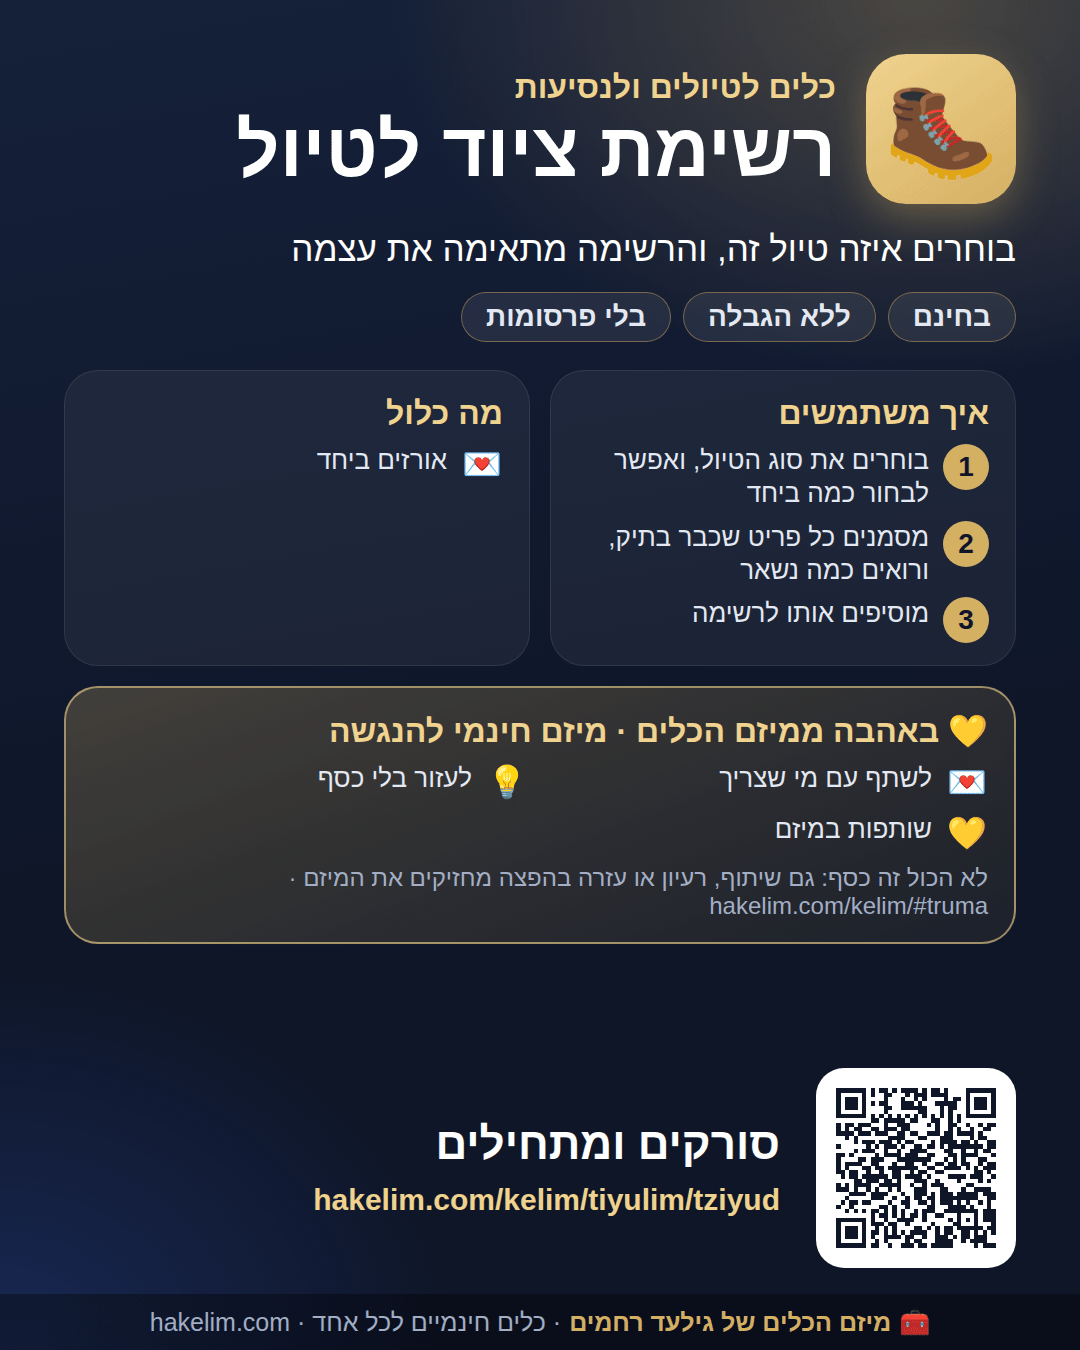 כלים לטיולים ולנסיעות
רשימת ציוד לטיול
בוחרים איזה טיול זה, והרשימה מתאימה את עצמה
בחינם
ללא הגבלה
בלי פרסומות
איך משתמשים
1 בוחרים את סוג הטיול, ואפשר
לבחור כמה ביחד
2 מסמנים כל פריט שכבר בתיק,
ורואים כמה נשאר
3 מוסיפים אותו לרשימה
מה כלול
אורזים ביחד
באהבה ממיזם הכלים · מיזם חינמי להנגשה
לשתף עם מי שצריך
לעזור בלי כסף
שותפות במיזם
לא הכול זה כסף: גם שיתוף, רעיון או עזרה בהפצה מחזיקים את המיזם ·
hakelim.com/kelim/#truma
סורקים ומתחילים
hakelim.com/kelim/tiyulim/tziyud
מיזם הכלים של גילעד רחמים · כלים חינמיים לכל אחד · hakelim.com